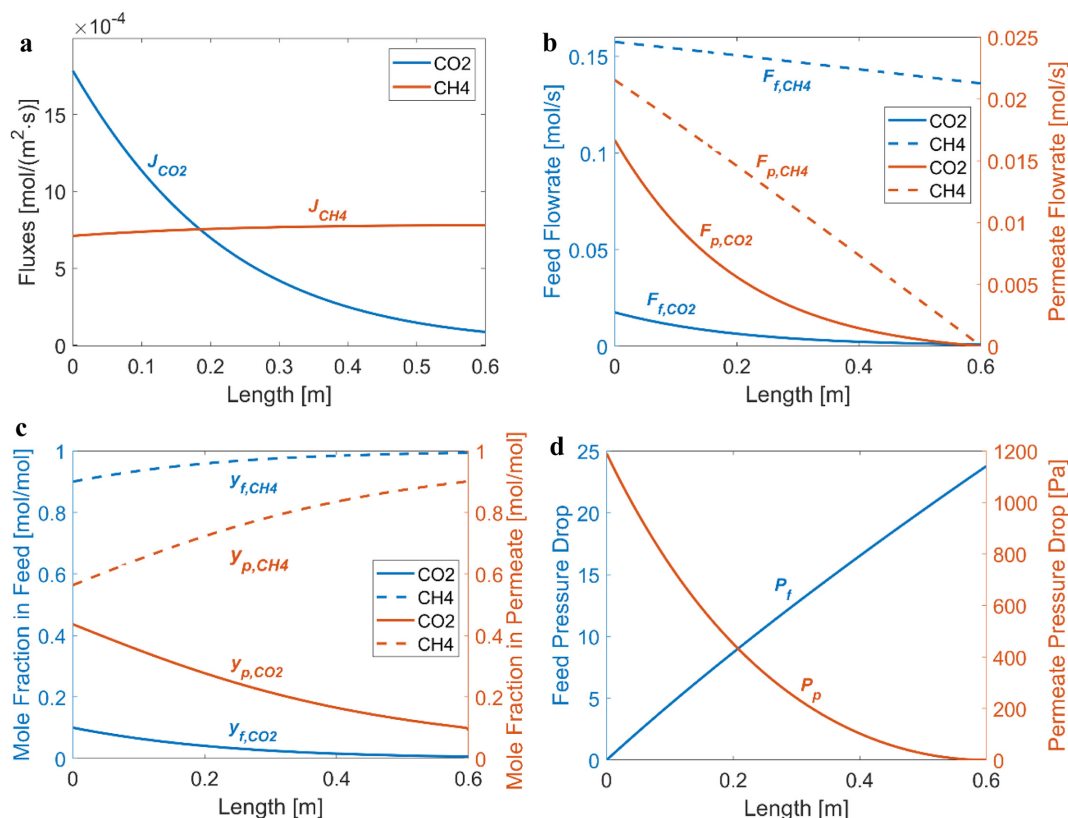 a
×10⁻⁴
Fluxes [mol/(m²·s)]
15
10
5
0
0
0.1
0.2
0.3
0.4
0.5
0.6
Length [m]
CO2
CH4
J_CO2
J_CH4
b
Feed Flowrate [mol/s]
0.15
0.1
0.05
0
0
0.2
0.4
0.6
Length [m]
0.025
0.02
0.015
0.01
0.005
0
Permeate Flowrate [mol/s]
F_f,CH4
CO2
CH4
CO2
CH4
F_p,CH4
F_p,CO2
F_f,CO2
c
Mole Fraction in Feed [mol/mol]
1
0.8
0.6
0.4
0.2
0
0
0.2
0.4
0.6
Length [m]
1
0.8
0.6
0.4
0.2
0
Mole Fraction in Permeate [mol/mol]
y_f,CH4
y_p,CH4
CO2
CH4
CO2
CH4
y_p,CO2
y_f,CO2
d
Feed Pressure Drop
25
20
15
10
5
0
0
0.2
0.4
0.6
Length [m]
1200
1000
800
600
400
200
0
Permeate Pressure Drop [Pa]
P_f
P_p